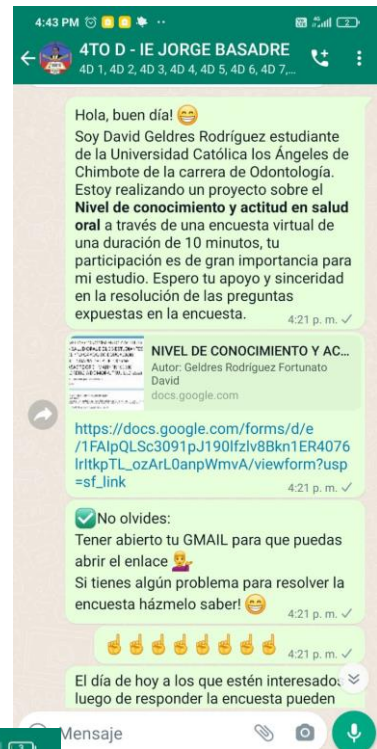 4:43 PM
4TO D - IE JORGE BASADRE
4D 1, 4D 2, 4D 3, 4D 4, 4D 5, 4D 6, 4D 7,...
Hola, buen día! 😁
Soy David Geldres Rodríguez estudiante
de la Universidad Católica los Ángeles de
Chimbote de la carrera de Odontología.
Estoy realizando un proyecto sobre el
Nivel de conocimiento y actitud en salud
oral a través de una encuesta virtual de
una duración de 10 minutos, tu
participación es de gran importancia para
mi estudio. Espero tu apoyo y sinceridad
en la resolución de las preguntas
expuestas en la encuesta.
4:21 p. m. ✓
NIVEL DE CONOCIMIENTO Y AC...
Autor: Geldres Rodríguez Fortunato
David
docs.google.com
https://docs.google.com/forms/d/e
/1FAIpQLSc3091pJ190lfzlv8Bkn1ER4076
lrltkpTL_ozArL0anpWmvA/viewform?usp
=sf_link
4:21 p. m. ✓
✅No olvides:
Tener abierto tu GMAIL para que puedas
abrir el enlace 💁‍♀️
Si tienes algún problema para resolver la
encuesta házmelo saber! 😁
4:21 p. m. ✓
☝☝☝☝☝☝☝☝
4:21 p. m. ✓
El día de hoy a los que estén interesados
luego de responder la encuesta pueden
Mensaje